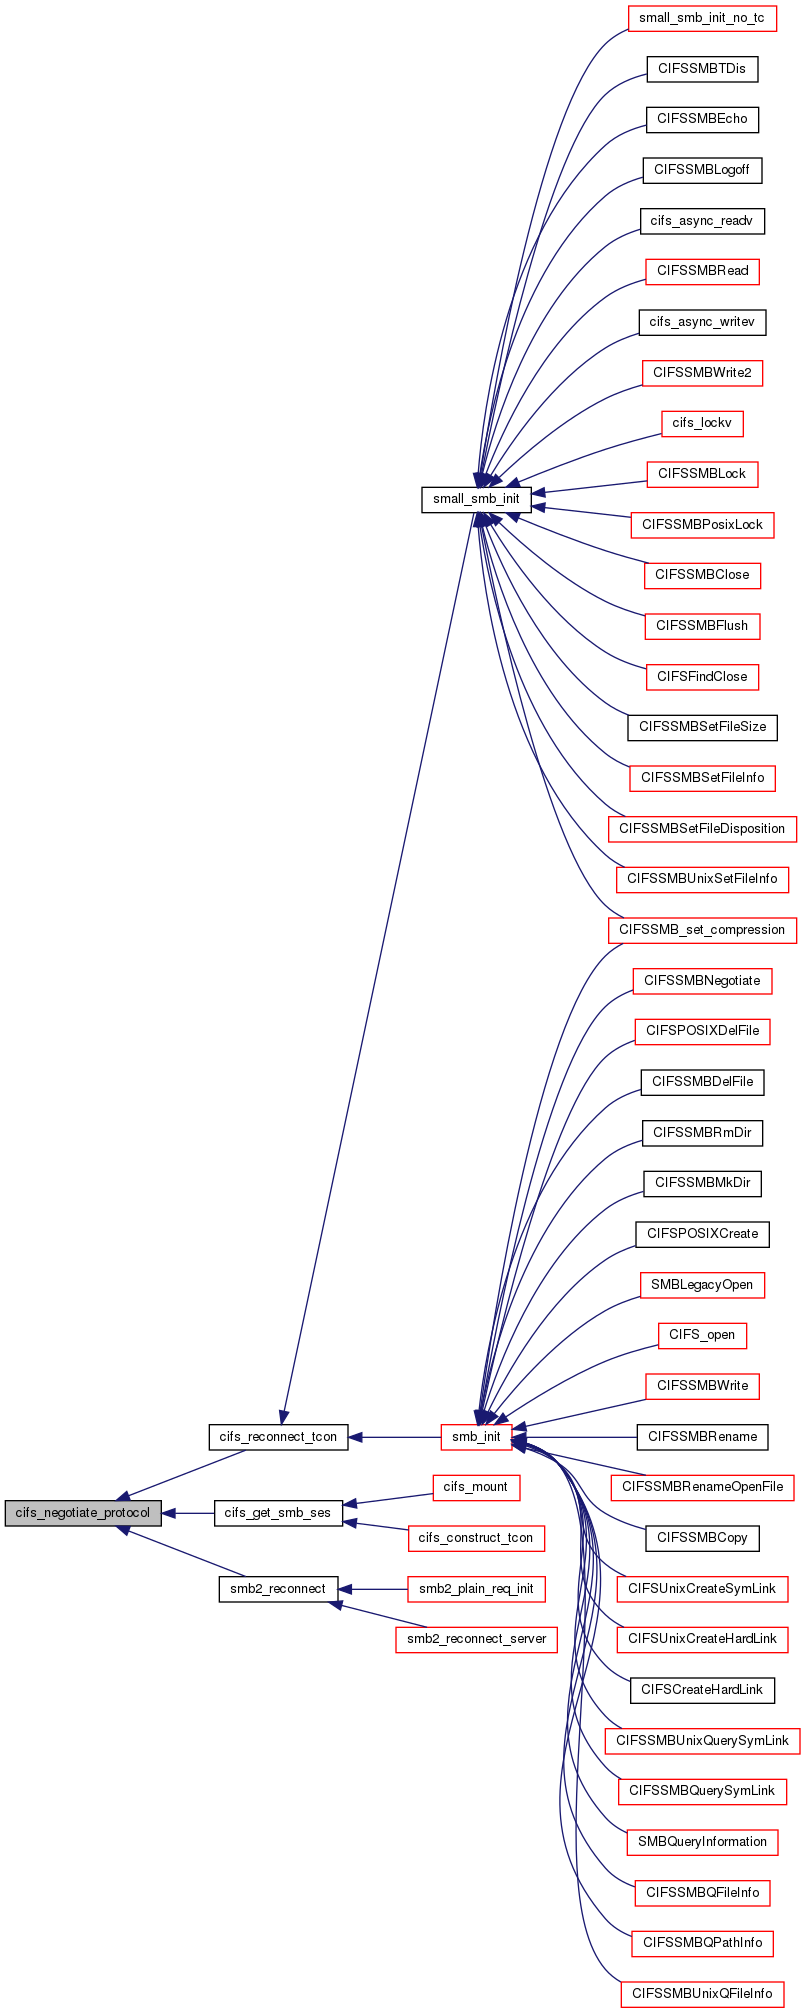 small_smb_init_no_tc
CIFSSMBTDis
CIFSSMBEcho
CIFSSMBLogoff
cifs_async_readv
CIFSSMBRead
cifs_async_writev
CIFSSMBWrite2
cifs_lockv
CIFSSMBLock
small_smb_init
CIFSSMBPosixLock
CIFSSMBClose
CIFSSMBFlush
CIFSFindClose
CIFSSMBSetFileSize
CIFSSMBSetFileInfo
CIFSSMBSetFileDisposition
CIFSSMBUnixSetFileInfo
CIFSSMB_set_compression
CIFSSMBNegotiate
CIFSPOSIXDelFile
CIFSSMBDelFile
CIFSSMBRmDir
CIFSSMBMkDir
CIFSPOSIXCreate
SMBLegacyOpen
CIFS_open
CIFSSMBWrite
cifs_reconnect_tcon
smb_init
CIFSSMBRename
cifs_mount
CIFSSMBRenameOpenFile
cifs_negotiate_protocol
cifs_get_smb_ses
cifs_construct_tcon
CIFSSMBCopy
smb2_reconnect
smb2_plain_req_init
CIFSUnixCreateSymLink
smb2_reconnect_server
CIFSUnixCreateHardLink
CIFSCreateHardLink
CIFSSMBUnixQuerySymLink
CIFSSMBQuerySymLink
SMBQueryInformation
CIFSSMBQFileInfo
CIFSSMBQPathInfo
CIFSSMBUnixQFileInfo